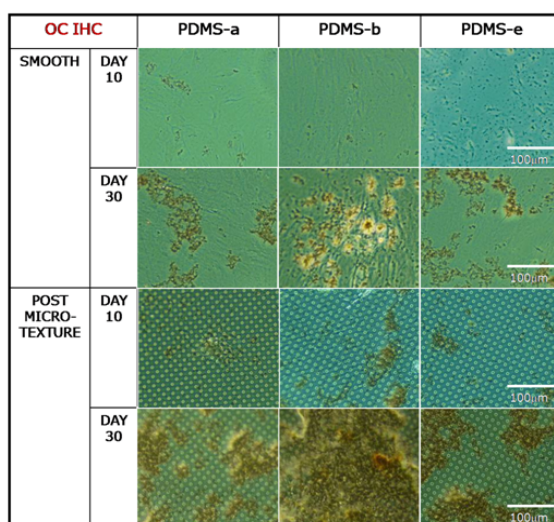 OC IHC PDMS-a PDMS-b PDMS-e
SMOOTH DAY
10
100µm
DAY
30
100µm
POST
MICRO-
TEXTURE
DAY
10
100µm
DAY
30
100µm